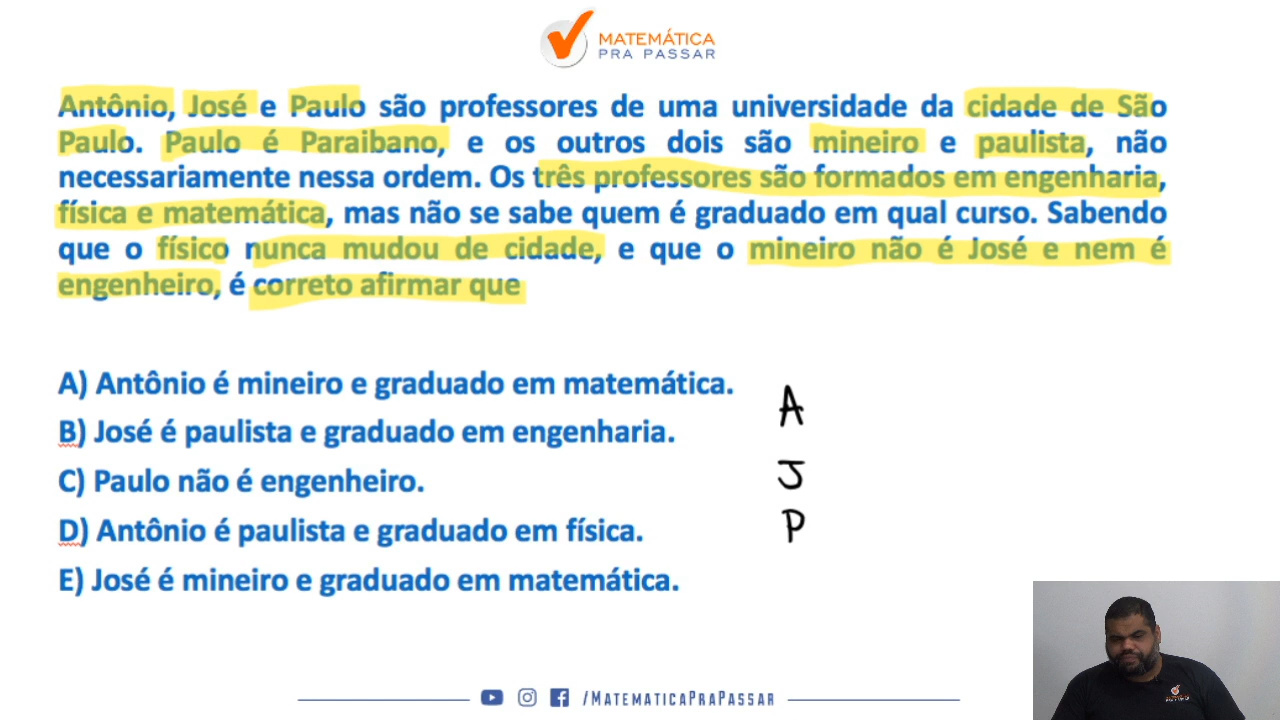 MATEMÁTICA
PRA PASSAR
Antônio, José e Paulo são professores de uma universidade da cidade de São
Paulo. Paulo é Paraibano, e os outros dois são mineiro e paulista, não
necessariamente nessa ordem. Os três professores são formados em engenharia,
física e matemática, mas não se sabe quem é graduado em qual curso. Sabendo
que o físico nunca mudou de cidade, e que o mineiro não é José e nem é
engenheiro, é correto afirmar que
A) Antônio é mineiro e graduado em matemática.
B) José é paulista e graduado em engenharia.
C) Paulo não é engenheiro.
D) Antônio é paulista e graduado em física.
E) José é mineiro e graduado em matemática.
A
J
P
/MATEMATICAPRAPASSAR